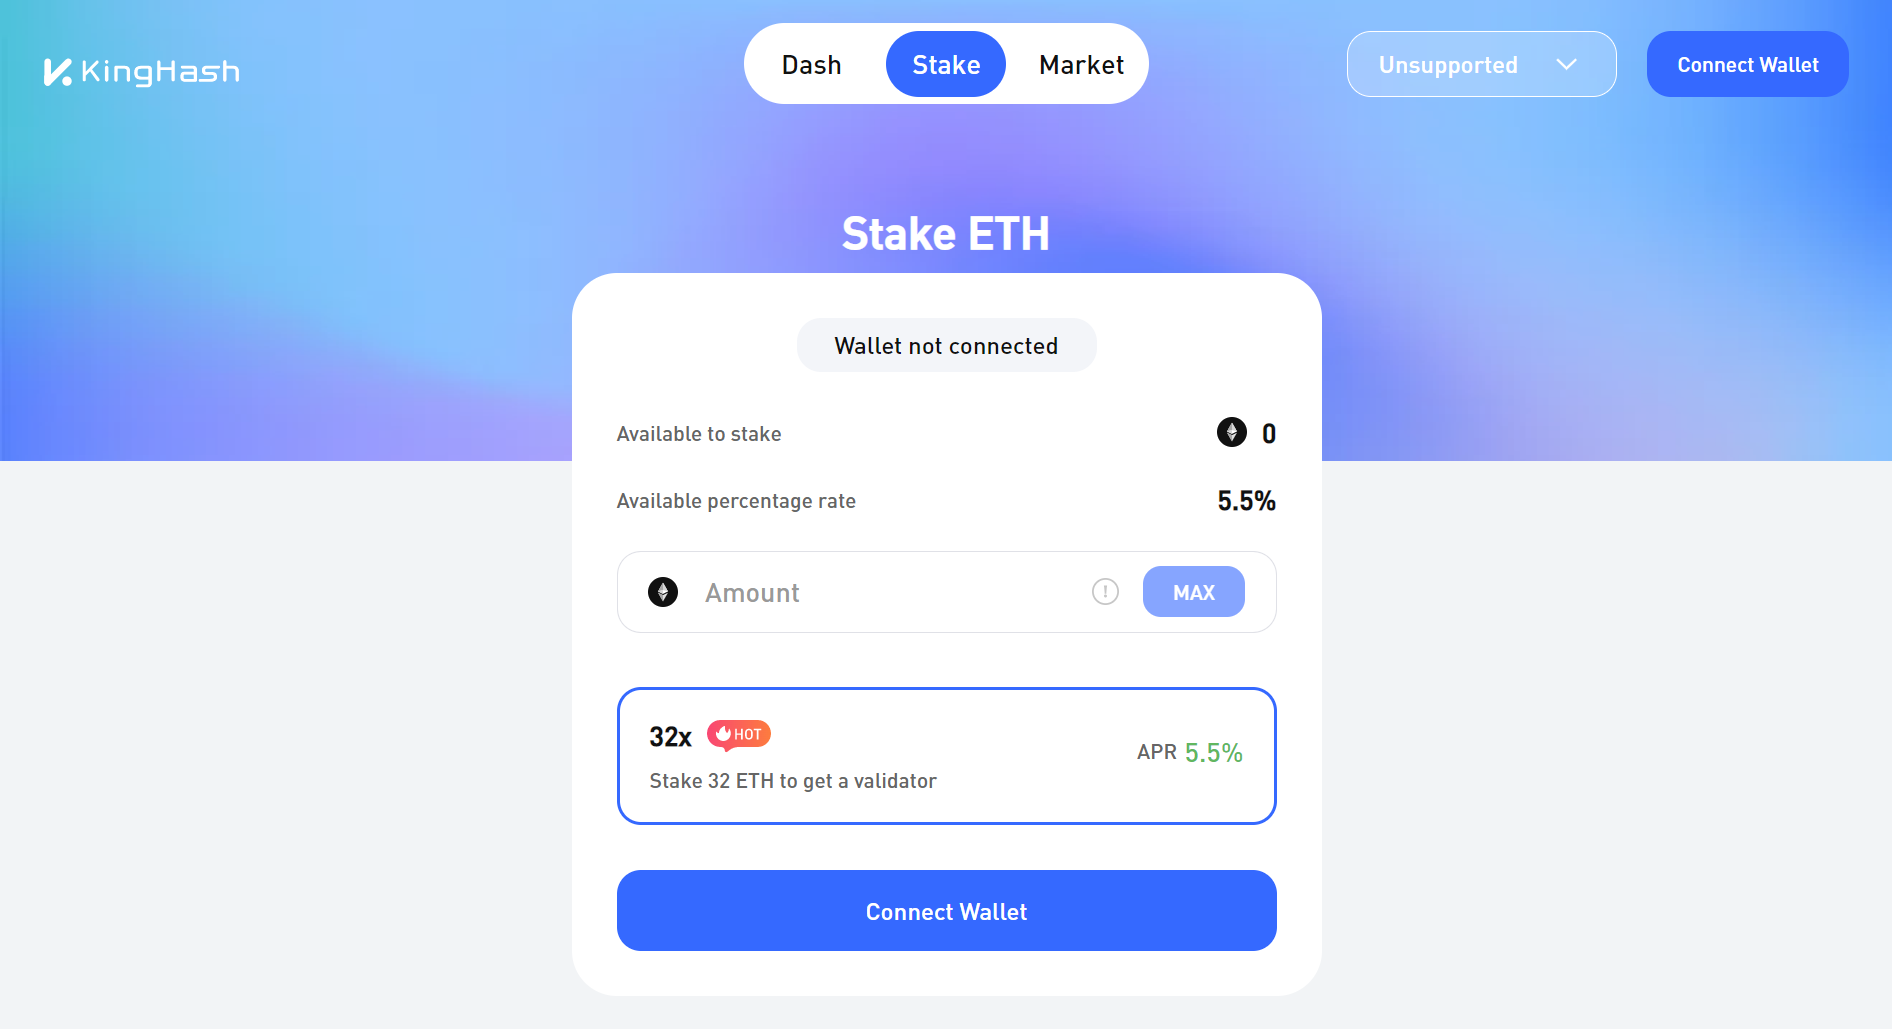 KingHash
Dash
Stake
Market
Unsupported
Connect Wallet
Stake ETH
Wallet not connected
Available to stake
0
Available percentage rate
5.5%
Amount
MAX
32x
HOT
Stake 32 ETH to get a validator
APR 5.5%
Connect Wallet